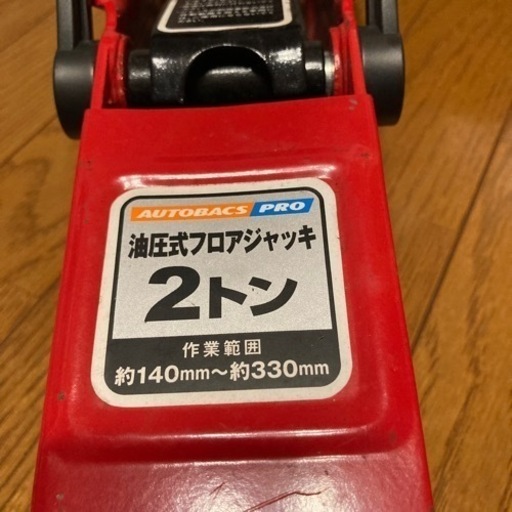 AUTOBACS PRO
油圧式フロアジャッキ
2トン
作業範囲
約140mm～約330mm